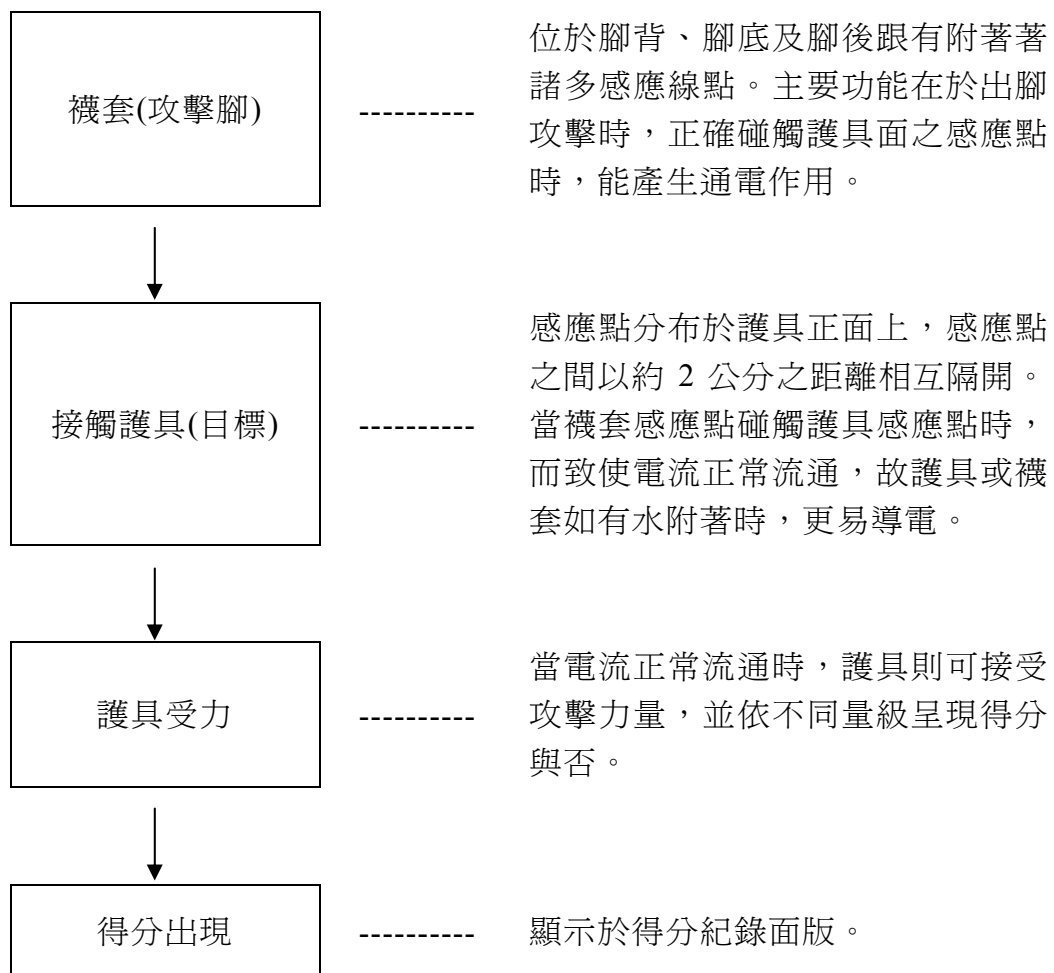 襪套(攻擊腳)
----------
位於腳背、腳底及腳後跟有附著著
諸多感應線點。主要功能在於出腳
攻擊時，正確碰觸護具面之感應點
時，能產生通電作用。
接觸護具(目標)
----------
感應點分布於護具正面上，感應點
之間以約 2 公分之距離相互隔開。
當襪套感應點碰觸護具感應點時，
而致使電流正常流通，故護具或襪
套如有水附著時，更易導電。
護具受力
----------
當電流正常流通時，護具則可接受
攻擊力量，並依不同量級呈現得分
與否。
得分出現
----------
顯示於得分紀錄面版。